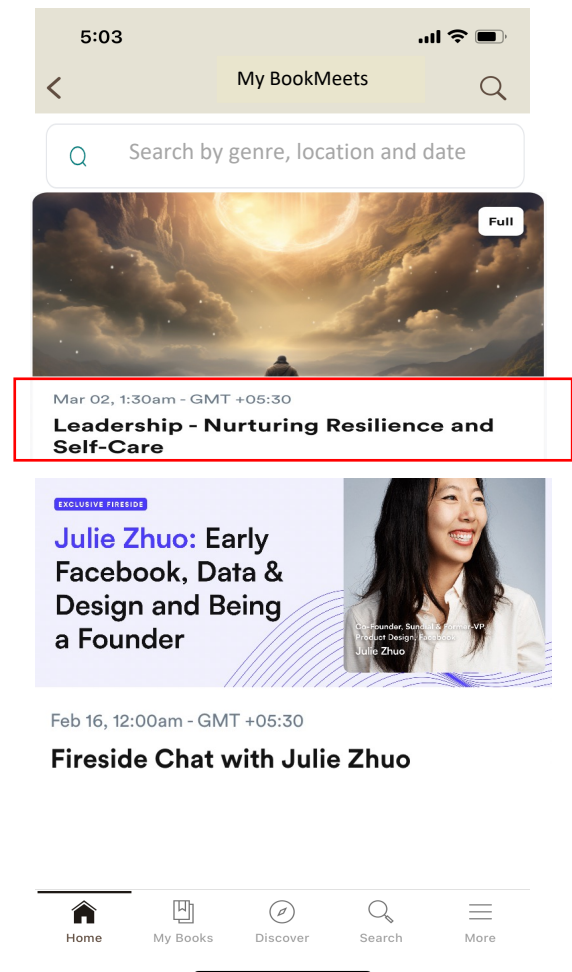 5:03
My BookMeets
Search by genre, location and date
Full
Mar 02, 1:30am - GMT +05:30
Leadership - Nurturing Resilience and
Self-Care
EXCLUSIVE FIRESIDE
Julie Zhuo: Early
Facebook, Data &
Design and Being
a Founder
Co-Founder, Sundial & Former-VP
Product Design, Facebook
Julie Zhuo
Feb 16, 12:00am - GMT +05:30
Fireside Chat with Julie Zhuo
Home My Books Discover Search More